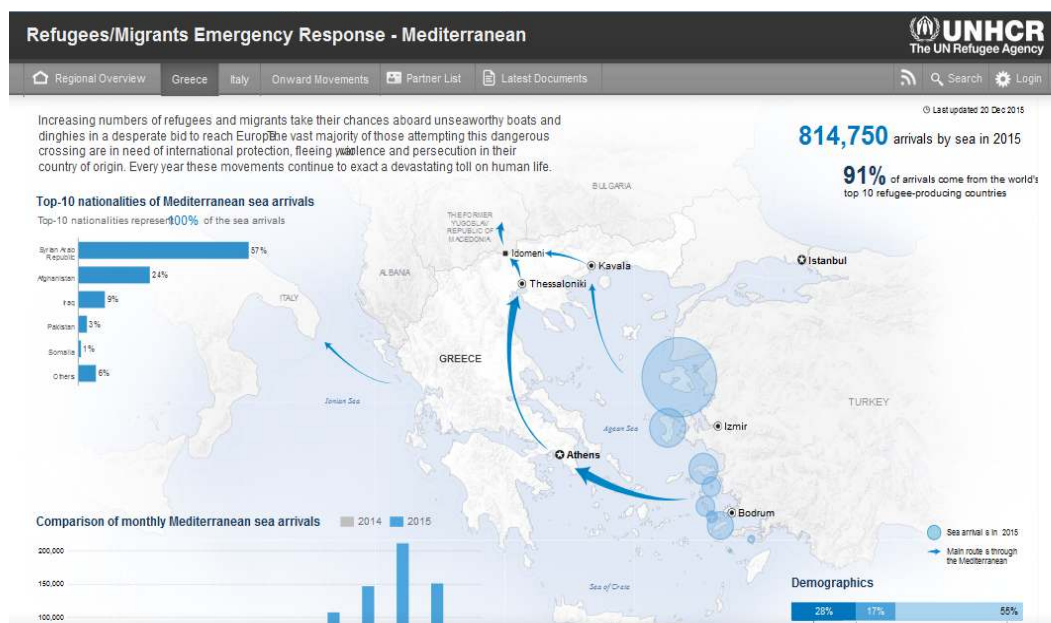 Refugees/Migrants Emergency Response - Mediterranean
UNHCR
The UN Refugee Agency
Regional Overview
Greece
Italy
Onward Movements
Partner List
Latest Documents
Search
Login
Last updated 20 Dec 2015
Increasing numbers of refugees and migrants take their chances aboard unseaworthy boats and
dinghies in a desperate bid to reach Europe. The vast majority of those attempting this dangerous
crossing are in need of international protection, fleeing war, violence and persecution in their
country of origin. Every year these movements continue to exact a devastating toll on human life.
814,750 arrivals by sea in 2015
91% of arrivals come from the world's
top 10 refugee-producing countries
Top-10 nationalities of Mediterranean sea arrivals
Top-10 nationalities represent 100% of the sea arrivals
Syrian Arab
Republic
57%
Afghanistan
24%
Iraq
9%
Pakistan
3%
Somalia
1%
Others
6%
BULGARIA
THE FORMER
YUGOSLAV
REPUBLIC OF
MACEDONIA
Idomeni
Kavala
Istanbul
ALBANIA
Thessaloniki
ITALY
GREECE
TURKEY
Ionian Sea
Agean Sea
Izmir
Athens
Bodrum
Sea of Crete
Sea arrivals in 2015
Main routes through
the Mediterranean
Comparison of monthly Mediterranean sea arrivals
2014
2015
200,000
150,000
100,000
Demographics
28%
17%
55%